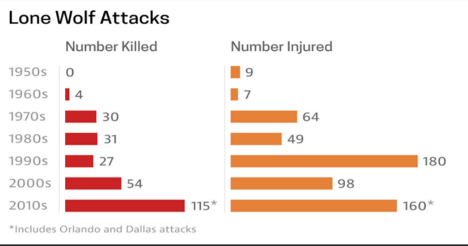 Lone Wolf Attacks
Number Killed Number Injured
1950s 0 9
1960s 4 7
1970s 30 64
1980s 31 49
1990s 27 180
2000s 54 98
2010s 115* 160*
*Includes Orlando and Dallas attacks